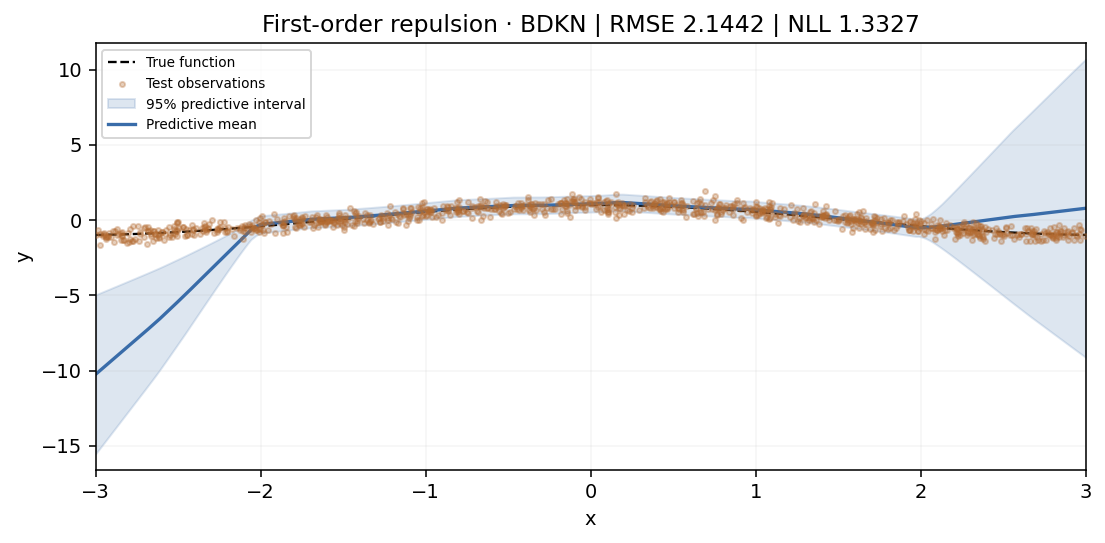 First-order repulsion · BDKN | RMSE 2.1442 | NLL 1.3327
True function
Test observations
95% predictive interval
Predictive mean
10
5
0
−5
−10
−15
y
−3
−2
−1
0
1
2
3
x